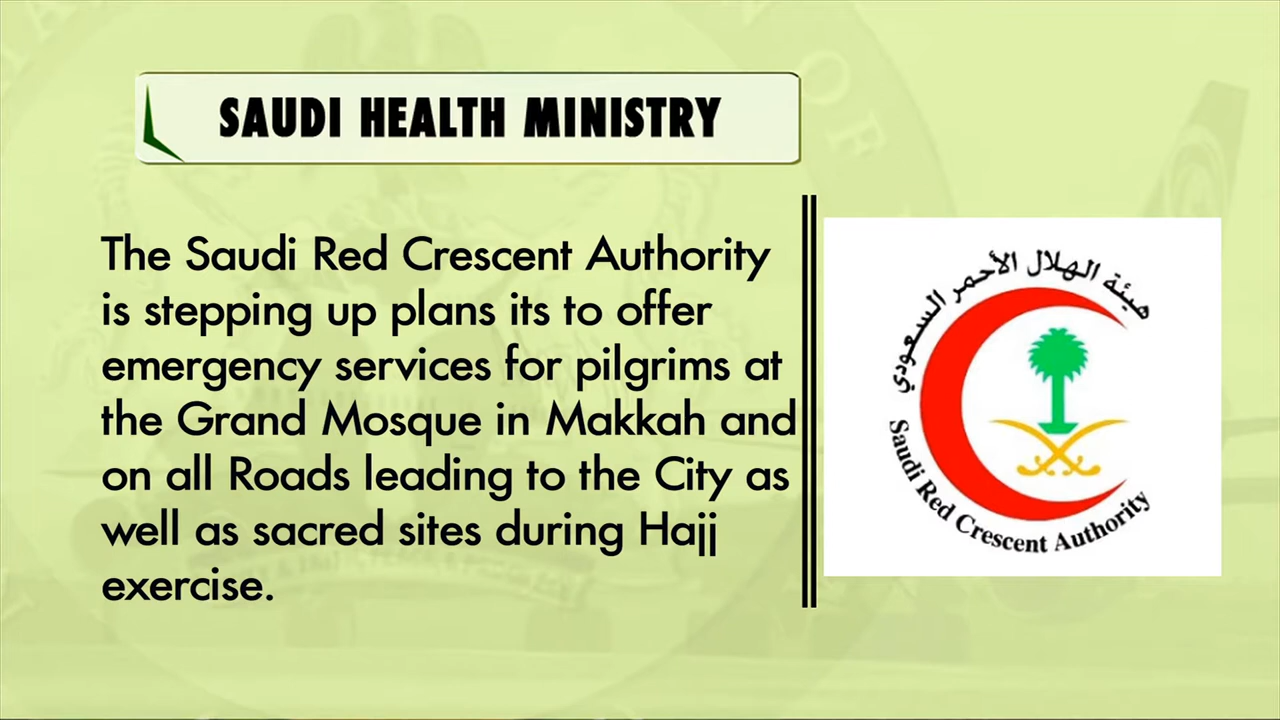 SAUDI HEALTH MINISTRY
The Saudi Red Crescent Authority
is stepping up plans its to offer
emergency services for pilgrims at
the Grand Mosque in Makkah and
on all Roads leading to the City as
well as sacred sites during Hajj
exercise.
هيئة الهلال الأحمر السعودي
Saudi Red Crescent Authority
OF